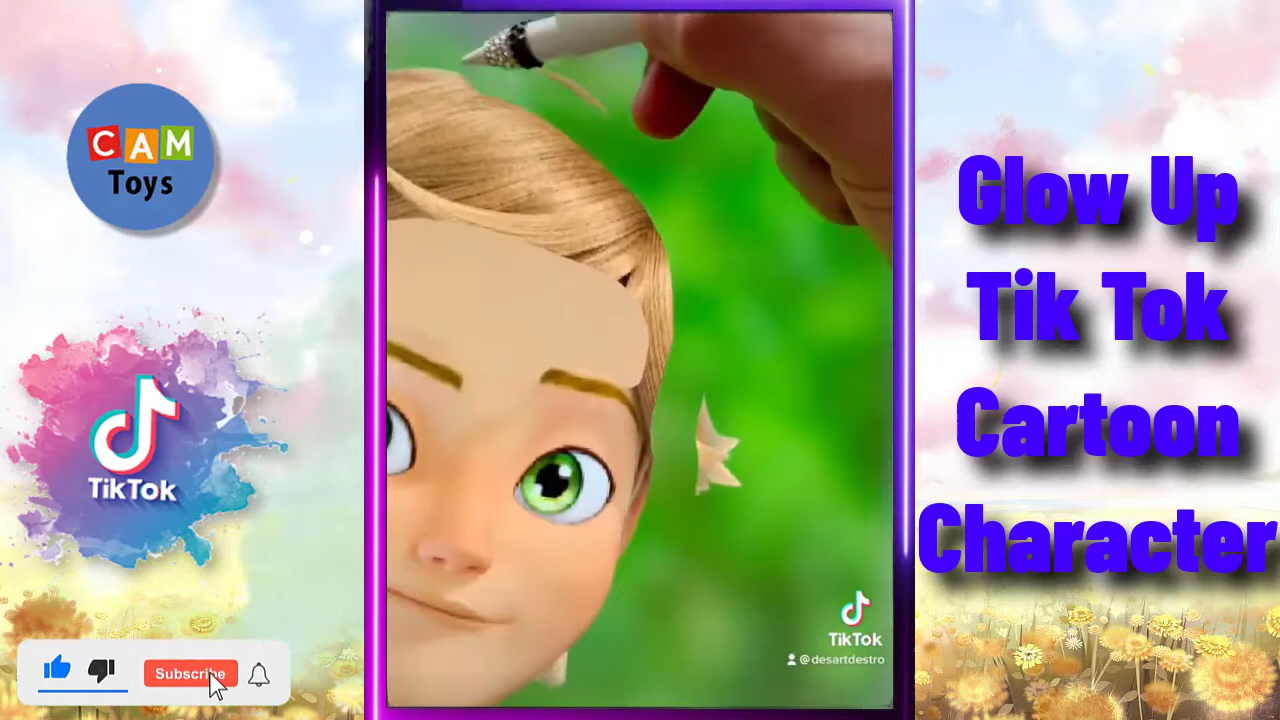 CAM
Toys
TikTok
Subscribe
TikTok
@desartdestro
Glow Up
Tik Tok
Cartoon
Character